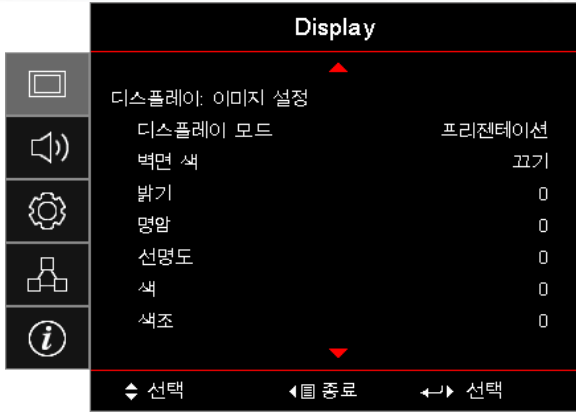 Display
디스플레이: 이미지 설정
디스플레이 모드 프리젠테이션
벽면 색 끄기
밝기 0
명암 0
선명도 0
색 0
색조 0
선택 종료 선택